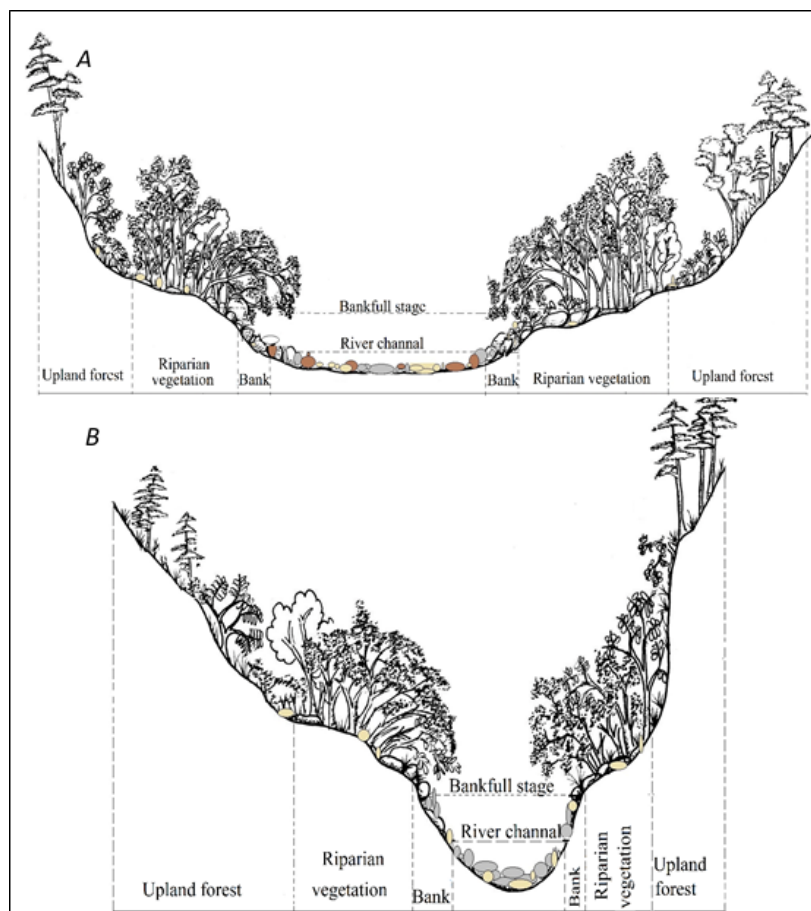 A
Bankfull stage
River channal
Upland forest
Riparian
vegetation
Bank
Bank
Riparian vegetation
Upland forest
B
Bankfull stage
River channal
Upland forest
Riparian
vegetation
Bank
Bank
Riparian
vegetation
Upland
forest